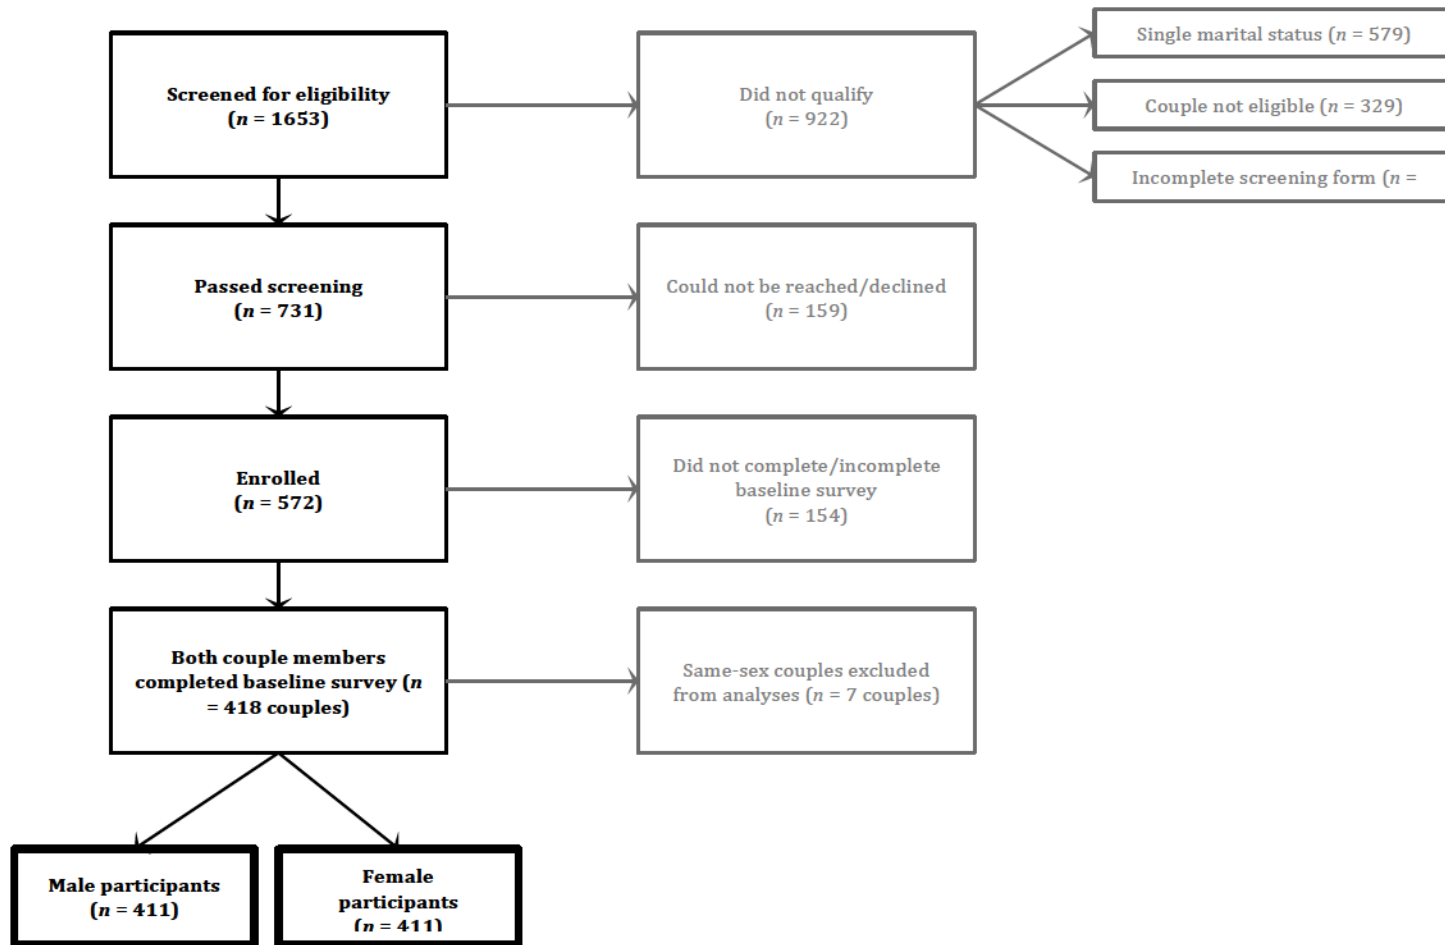 Screened for eligibility
(n = 1653)
Did not qualify
(n = 922)
Single marital status (n = 579)
Couple not eligible (n = 329)
Incomplete screening form (n =
Passed screening
(n = 731)
Could not be reached/declined
(n = 159)
Enrolled
(n = 572)
Did not complete/incomplete
baseline survey
(n = 154)
Both couple members
completed baseline survey (n
= 418 couples)
Same-sex couples excluded
from analyses (n = 7 couples)
Male participants
(n = 411)
Female
participants
(n = 411)